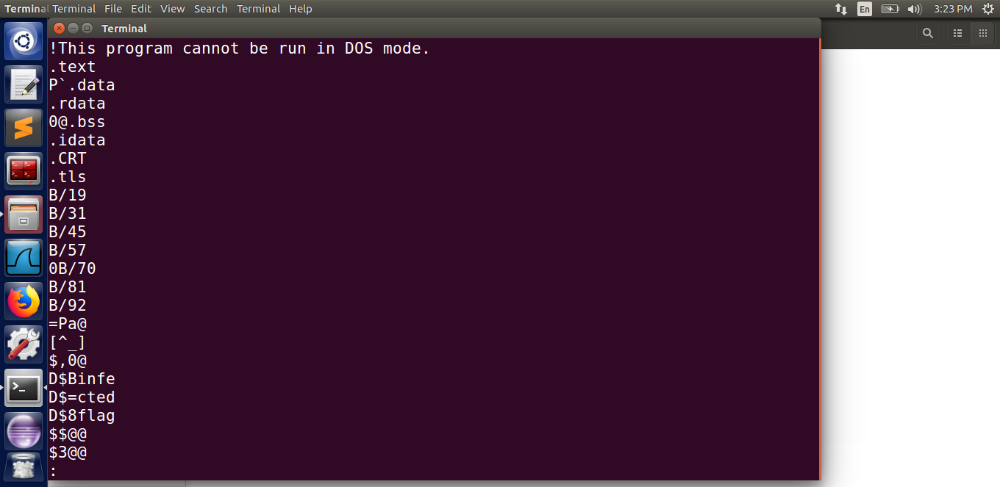 Terminal Terminal File Edit View Search Terminal Help En 3:23 PM
Terminal
!This program cannot be run in DOS mode.
.text
P`.data
.rdata
0@.bss
.idata
.CRT
.tls
B/19
B/31
B/45
B/57
0B/70
B/81
B/92
=Pa@
[^_]
$,0@
D$Binfe
D$=cted
D$8flag
$$@@
$3@@
: